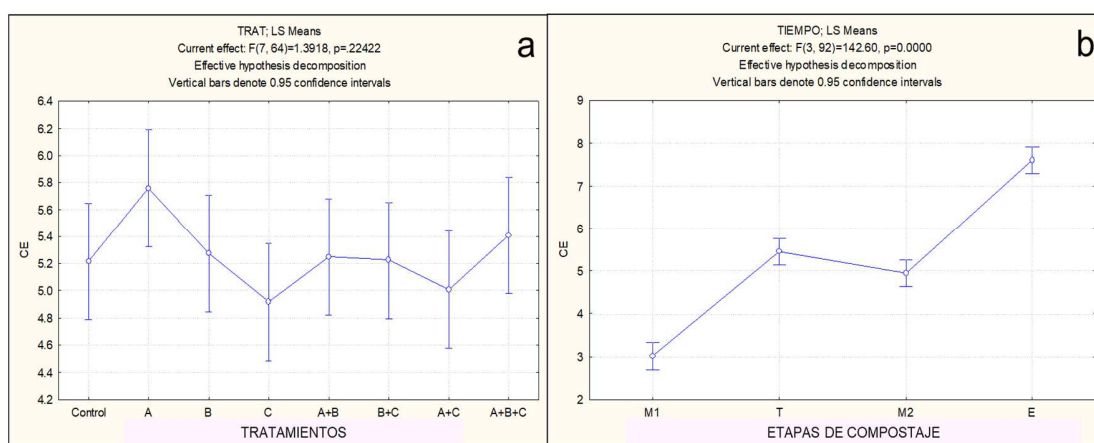 TRAT; LS Means
Current effect: F(7, 64)=1.3918, p=.22422
Effective hypothesis decomposition
Vertical bars denote 0.95 confidence intervals
a
6.4
6.2
6.0
5.8
5.6
5.4
5.2
5.0
4.8
4.6
4.4
4.2
CE
Control A B C A+B B+C A+C A+B+C
TRATAMIENTOS
TIEMPO; LS Means
Current effect: F(3, 92)=142.60, p=0.0000
Effective hypothesis decomposition
Vertical bars denote 0.95 confidence intervals
b
9
8
7
6
5
4
3
2
CE
M1 T M2 E
ETAPAS DE COMPOSTAJE